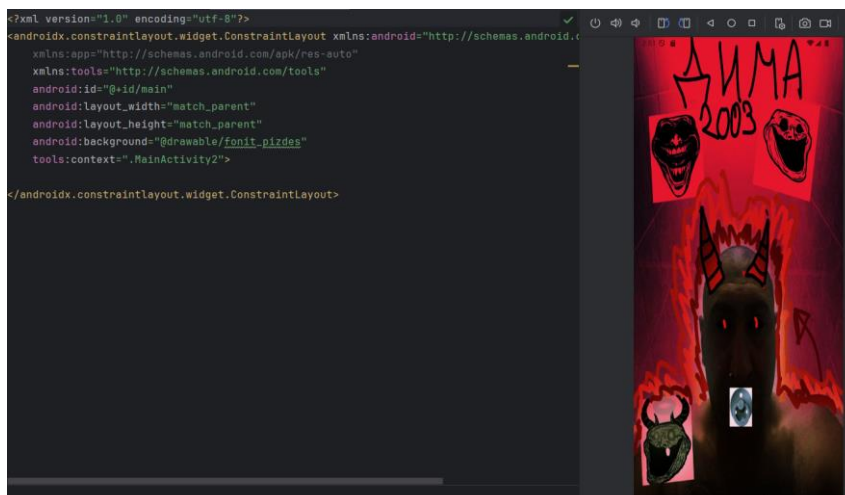 <?xml version="1.0" encoding="utf-8"?>
<androidx.constraintlayout.widget.ConstraintLayout xmlns:android="http://schemas.android.c
xmlns:app="http://schemas.android.com/apk/res-auto"
xmlns:tools="http://schemas.android.com/tools"
android:id="@+id/main"
android:layout_width="match_parent"
android:layout_height="match_parent"
android:background="@drawable/fonit_pizdes"
tools:context=".MainActivity2">
</androidx.constraintlayout.widget.ConstraintLayout>
ДИМА
2003